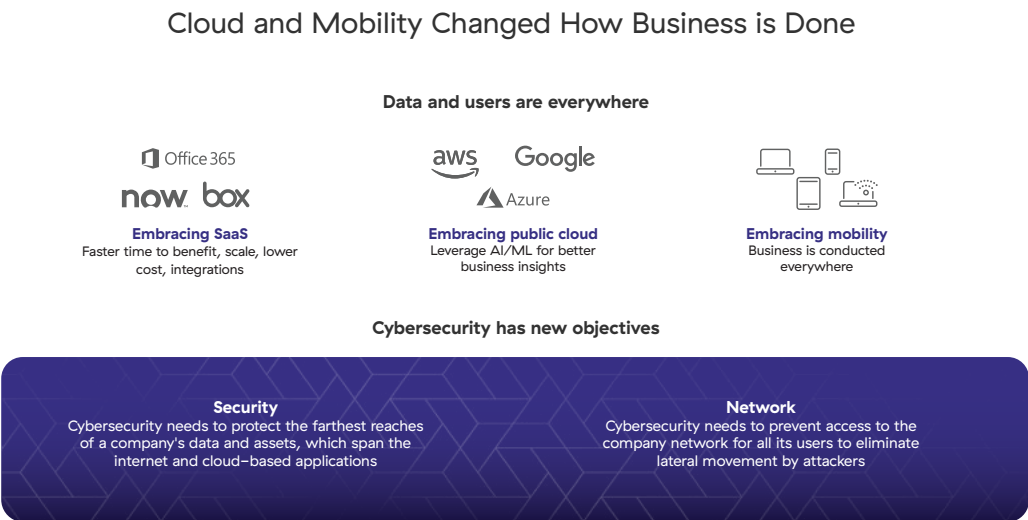 Cloud and Mobility Changed How Business is Done
Data and users are everywhere
Office 365
now box
Embracing SaaS
Faster time to benefit, scale, lower
cost, integrations
aws Google
Azure
Embracing public cloud
Leverage AI/ML for better
business insights
Embracing mobility
Business is conducted
everywhere
Cybersecurity has new objectives
Security
Cybersecurity needs to protect the farthest reaches
of a company's data and assets, which span the
internet and cloud-based applications
Network
Cybersecurity needs to prevent access to the
company network for all its users to eliminate
lateral movement by attackers